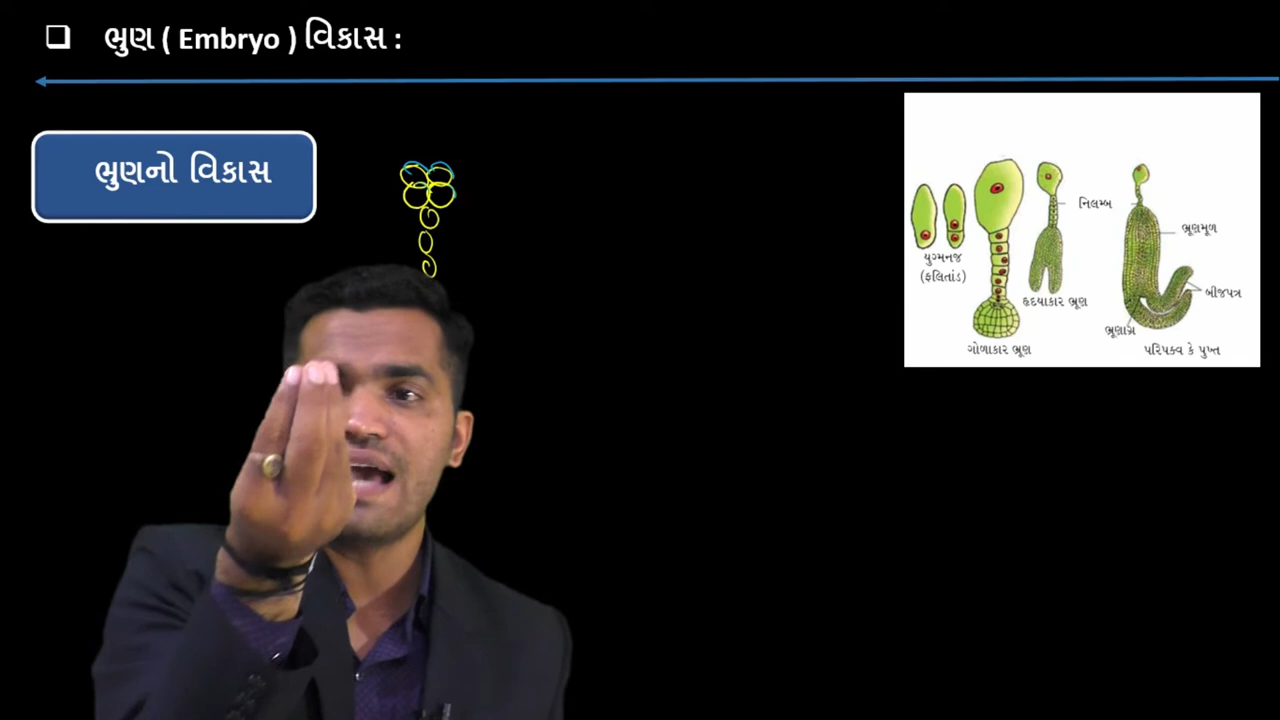 ❑ ભ્રુણ ( Embryo ) વિકાસ :
ભ્રુણનો વિકાસ
નિલમ્બ
ભ્રૂણમૂળ
યુગ્મનજ
(ફલિતાંડ)
બીજપત્ર
હૃદયાકાર ભ્રૂણ
ભ્રૂણાગ્ર
ગોળાકાર ભ્રૂણ
પરિપક્વ કે પુખ્ત